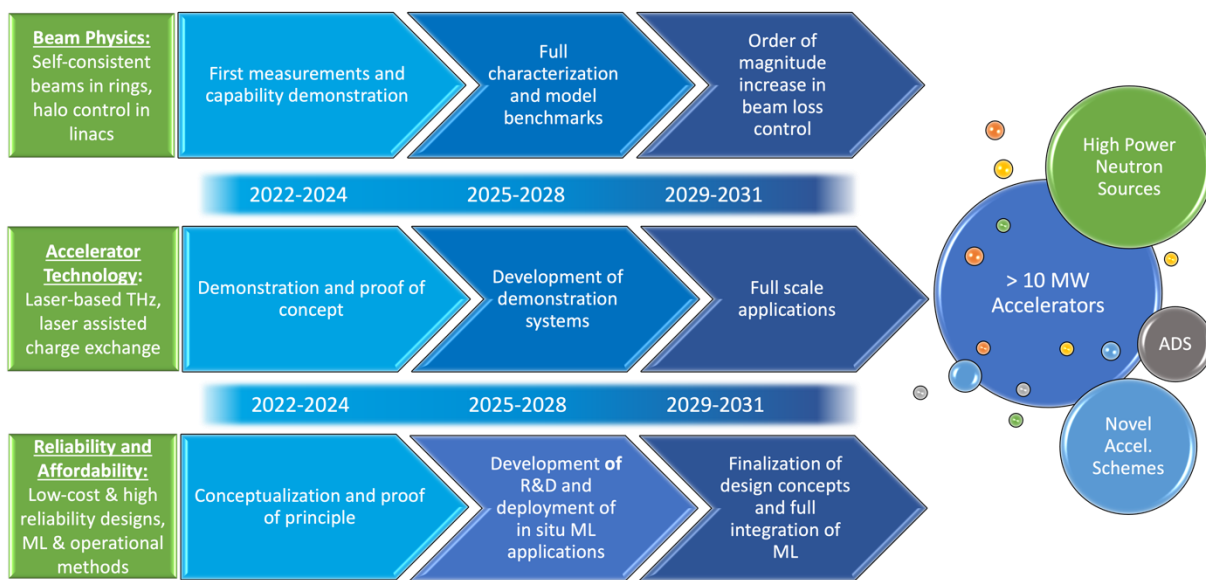 Beam Physics:
Self-consistent
beams in rings,
halo control in
linacs
First measurements and
capability demonstration
Full
characterization
and model
benchmarks
Order of
magnitude
increase in
beam loss
control
2022-2024
2025-2028
2029-2031
Accelerator
Technology:
Laser-based THz,
laser assisted
charge exchange
Demonstration and proof of
concept
Development of
demonstration
systems
Full scale
applications
2022-2024
2025-2028
2029-2031
Reliability and
Affordability:
Low-cost & high
reliability designs,
ML & operational
methods
Conceptualization and proof
of principle
Development of
R&D and
deployment of
in situ ML
applications
Finalization of
design concepts
and full
integration of
ML
High Power
Neutron
Sources
> 10 MW
Accelerators
ADS
Novel
Accel.
Schemes